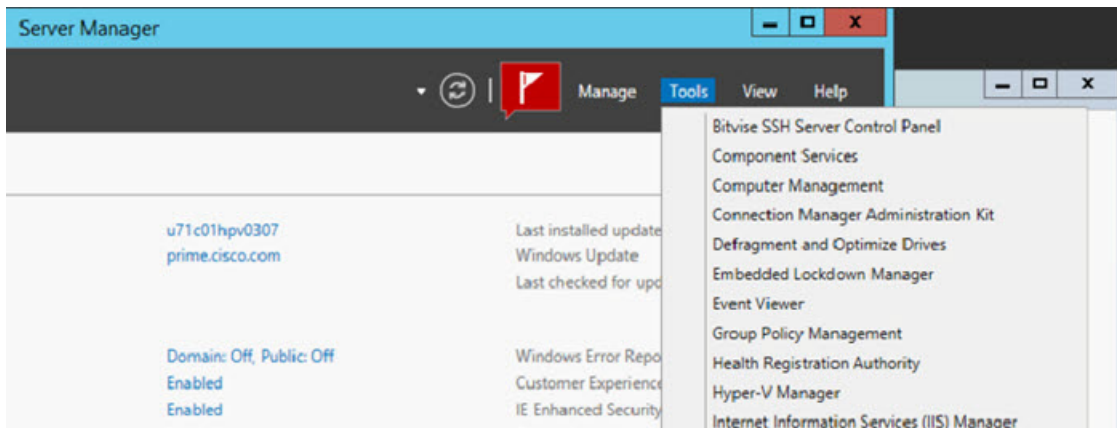 Server Manager
Manage Tools View Help
Bitvise SSH Server Control Panel
Component Services
Computer Management
Connection Manager Administration Kit
Defragment and Optimize Drives
Embedded Lockdown Manager
Event Viewer
Group Policy Management
Health Registration Authority
Hyper-V Manager
Internet Information Services (IIS) Manager
u71c01hpv0307 Last installed update
prime.cisco.com Windows Update
Last checked for upd
Domain: Off, Public: Off Windows Error Repo
Enabled Customer Experience
Enabled IE Enhanced Security